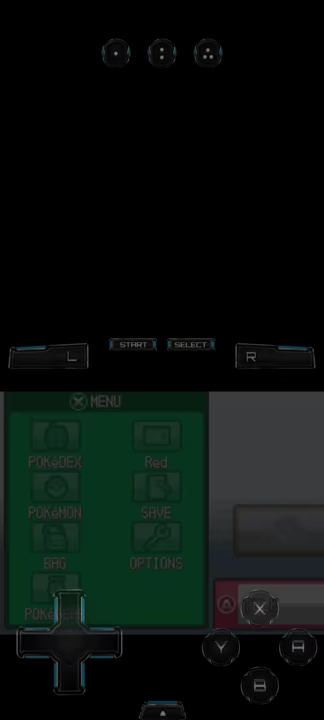 START SELECT
L R
X MENU
POKéDEX Red
POKéMON SAVE
BAG OPTIONS
A X
Y A
B